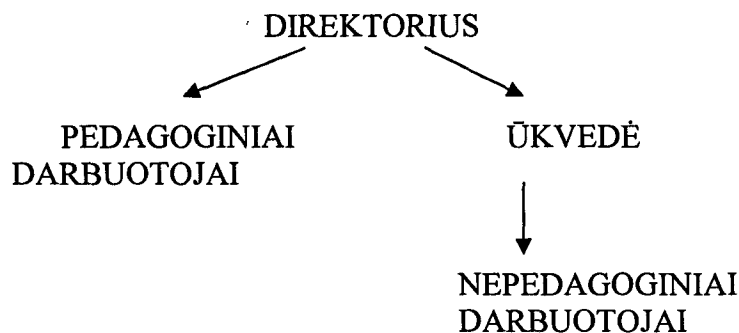 DIREKTORIUS
PEDAGOGINIAI
DARBUOTOJAI
ŪKVEDĖ
NEPEDAGOGINIAI
DARBUOTOJAI